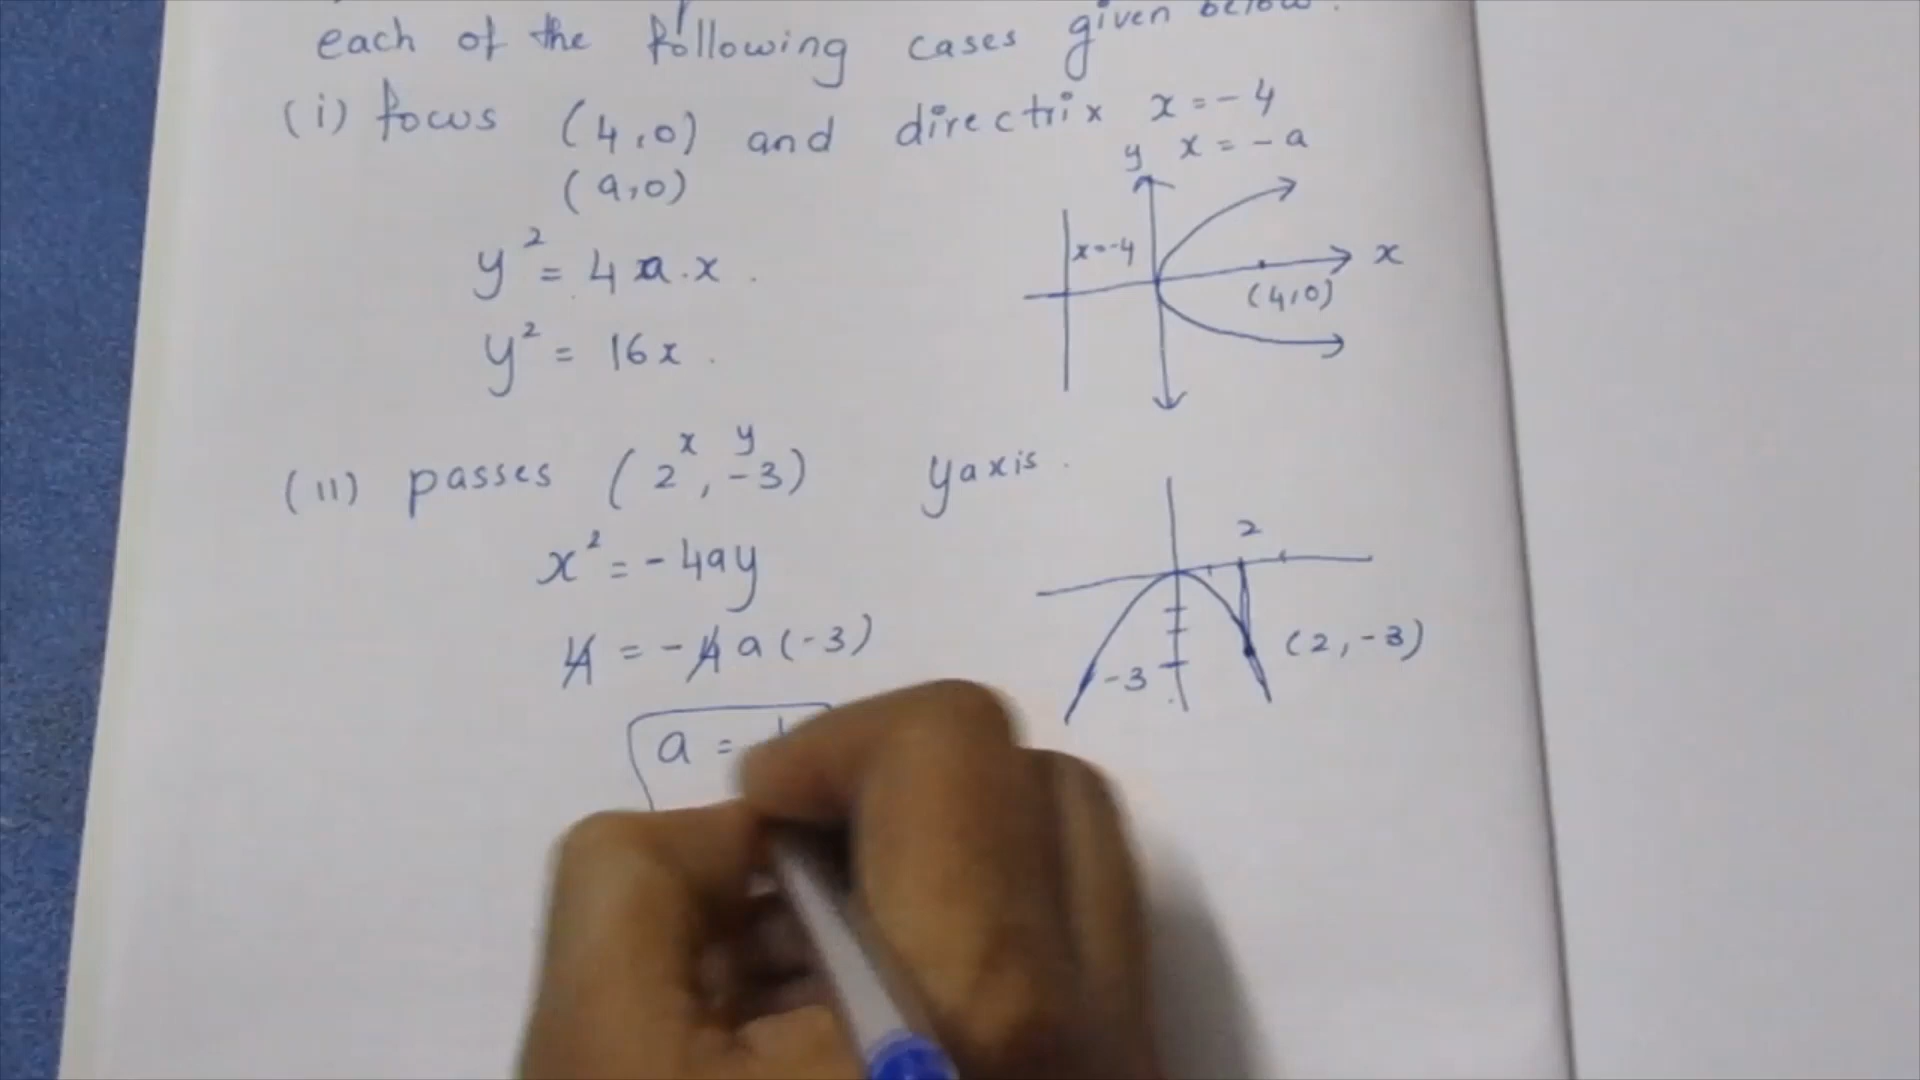 each of the following cases given below.
(i) focus (4,0) and directrix x=-4
(a,0)
x = -a
y² = 4a.x.
y² = 16x.
y
x=-4
x
(4,0)
(ii) passes (2, -3) y axis.
x y
x² = -4ay
4 = -4a(-3)
a =
2
(2,-3)
-3